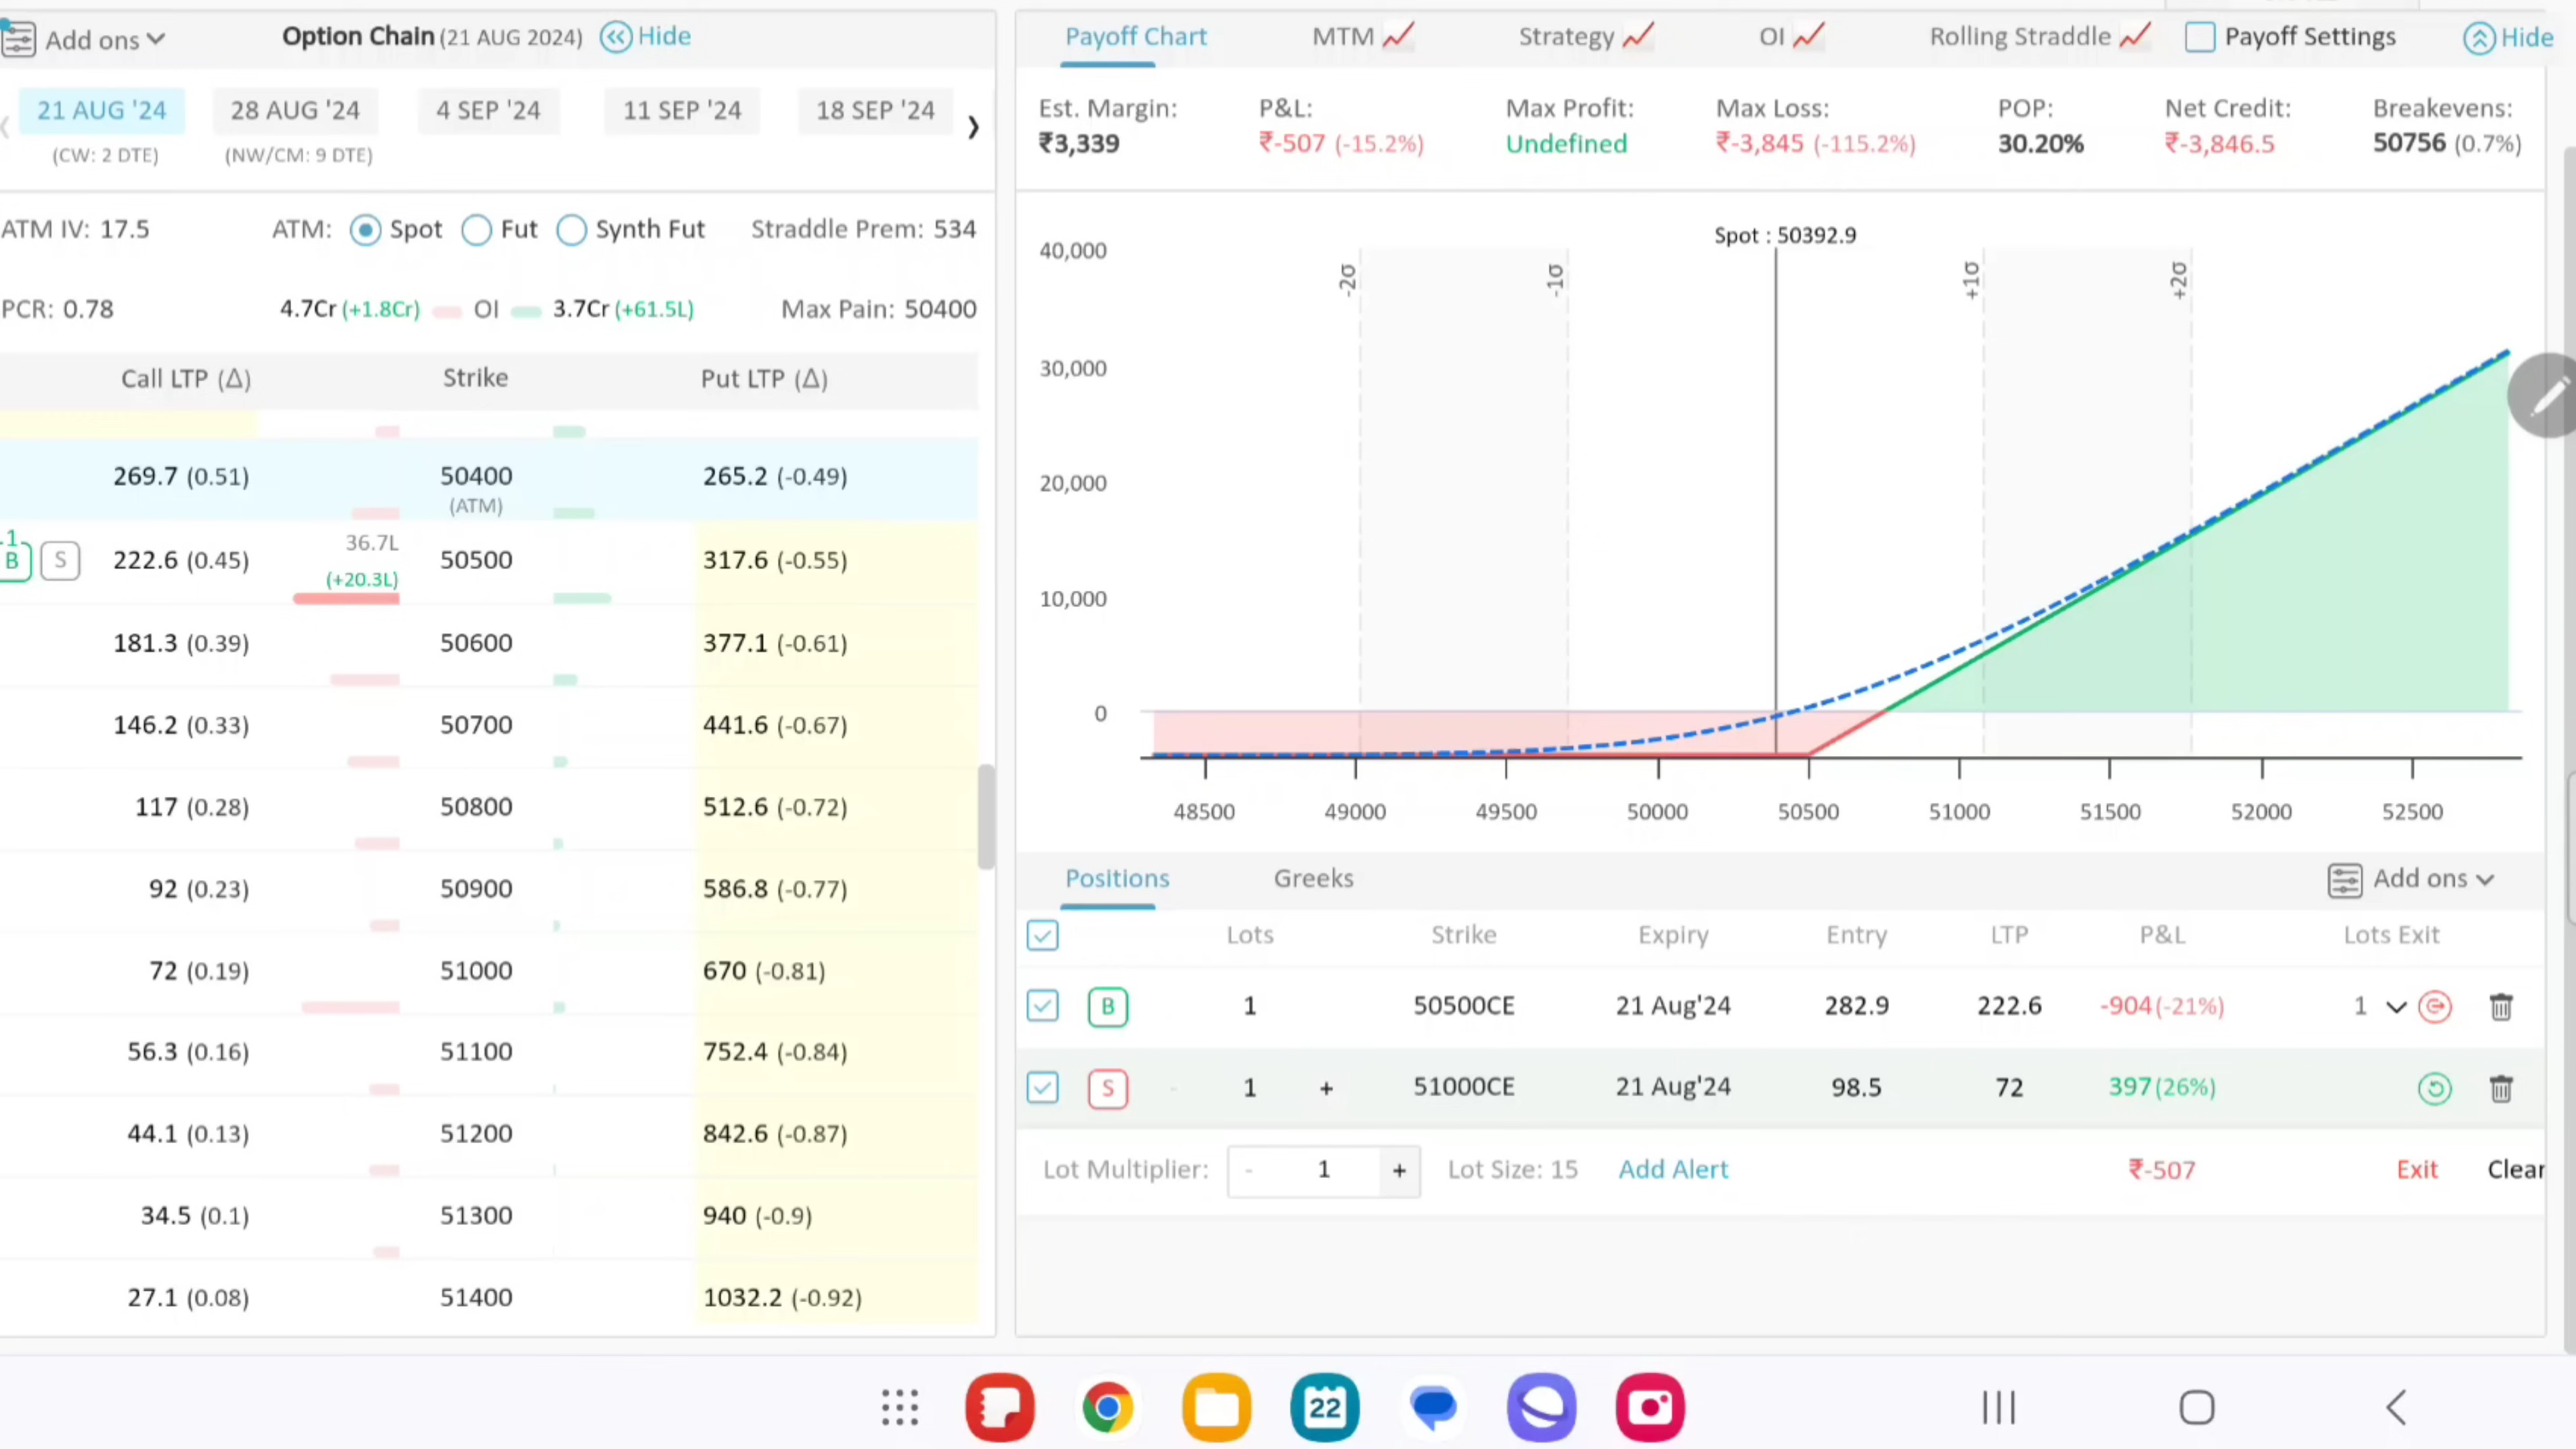 Add ons
Option Chain (21 AUG 2024)
Hide
21 AUG '24
28 AUG '24
4 SEP '24
11 SEP '24
18 SEP '24
(CW: 2 DTE)
(NW/CM: 9 DTE)
ATM IV: 17.5
ATM: Spot Fut Synth Fut
Straddle Prem: 534
PCR: 0.78
4.7Cr (+1.8Cr) OI 3.7Cr (+61.5L)
Max Pain: 50400
Call LTP (Δ) Strike Put LTP (Δ)
269.7 (0.51) 50400 265.2 (-0.49)
(ATM)
1
B S 222.6 (0.45) 36.7L 50500 317.6 (-0.55)
(+20.3L)
181.3 (0.39) 50600 377.1 (-0.61)
146.2 (0.33) 50700 441.6 (-0.67)
117 (0.28) 50800 512.6 (-0.72)
92 (0.23) 50900 586.8 (-0.77)
72 (0.19) 51000 670 (-0.81)
56.3 (0.16) 51100 752.4 (-0.84)
44.1 (0.13) 51200 842.6 (-0.87)
34.5 (0.1) 51300 940 (-0.9)
27.1 (0.08) 51400 1032.2 (-0.92)
Payoff Chart MTM Strategy OI Rolling Straddle Payoff Settings Hide
Est. Margin: P&L: Max Profit: Max Loss: POP: Net Credit: Breakevens:
₹3,339 ₹-507 (-15.2%) Undefined ₹-3,845 (-115.2%) 30.20% ₹-3,846.5 50756 (0.7%)
Spot : 50392.9
-2σ -1σ +1σ +2σ
40,000
30,000
20,000
10,000
0
48500 49000 49500 50000 50500 51000 51500 52000 52500
Positions Greeks Add ons
Lots Strike Expiry Entry LTP P&L Lots Exit
B 1 50500CE 21 Aug'24 282.9 222.6 -904(-21%) 1
S - 1 + 51000CE 21 Aug'24 98.5 72 397(26%)
Lot Multiplier: - 1 + Lot Size: 15 Add Alert ₹-507 Exit Clear
22